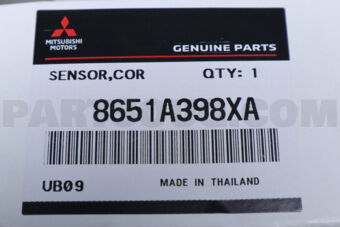 MITSUBISHI
MOTORS
GENUINE PARTS
SENSOR,COR QTY: 1
8651A398XA
UB09 MADE IN THAILAND